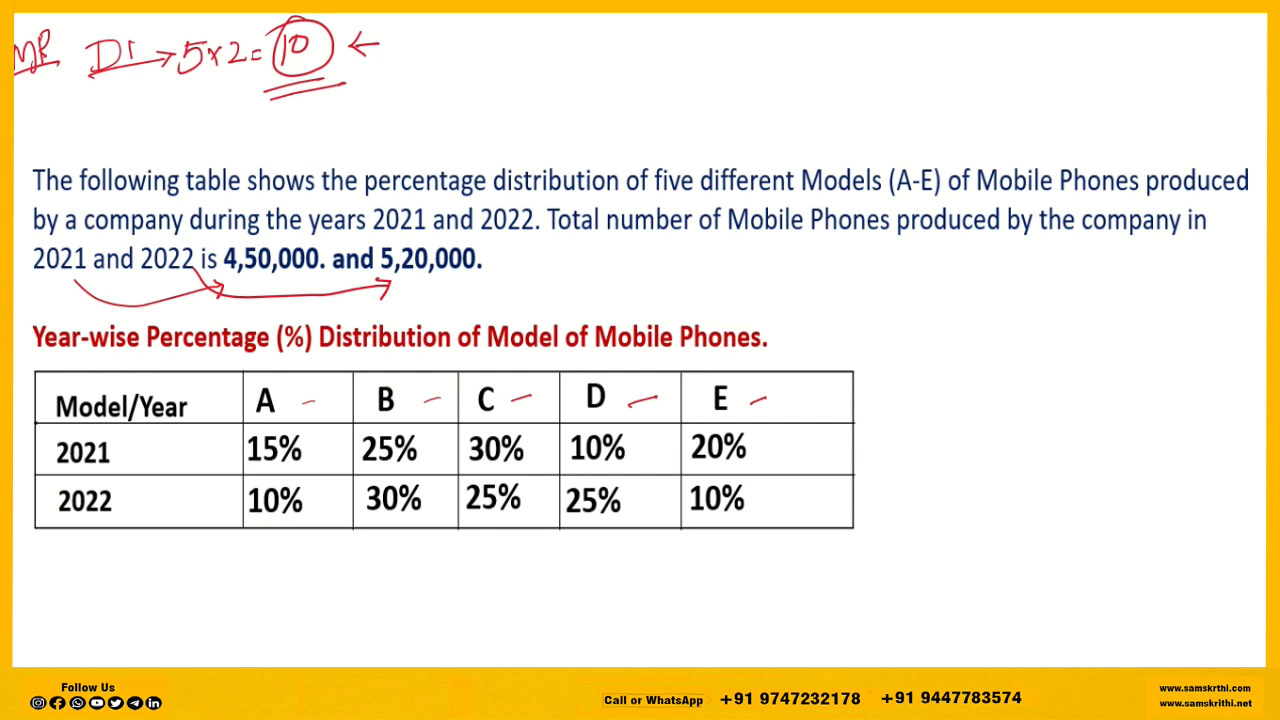 DI → 5 x 2 = 10 ←
The following table shows the percentage distribution of five different Models (A-E) of Mobile Phones produced
by a company during the years 2021 and 2022. Total number of Mobile Phones produced by the company in
2021 and 2022 is 4,50,000. and 5,20,000.
Year-wise Percentage (%) Distribution of Model of Mobile Phones.
Model/Year A B C D E
2021 15% 25% 30% 10% 20%
2022 10% 30% 25% 25% 10%
Follow Us
Call or WhatsApp +91 9747232178 +91 9447783574
www.samskrthi.com
www.samskrithi.net